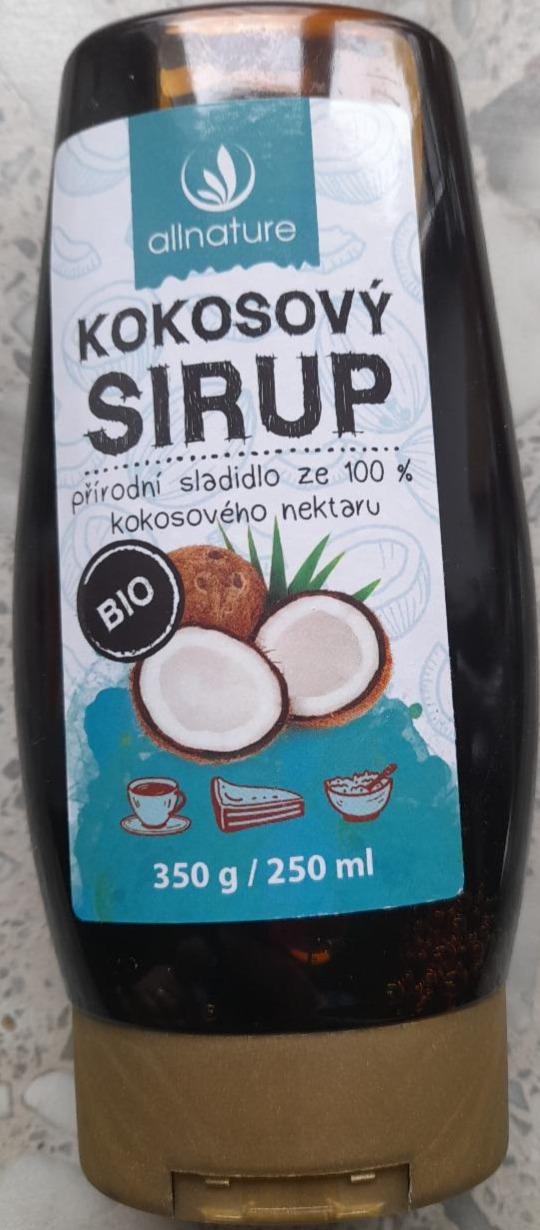 allnature
KOKOSOVÝ
SIRUP
přírodní sladidlo ze 100 %
kokosového nektaru
BIO
350 g / 250 ml